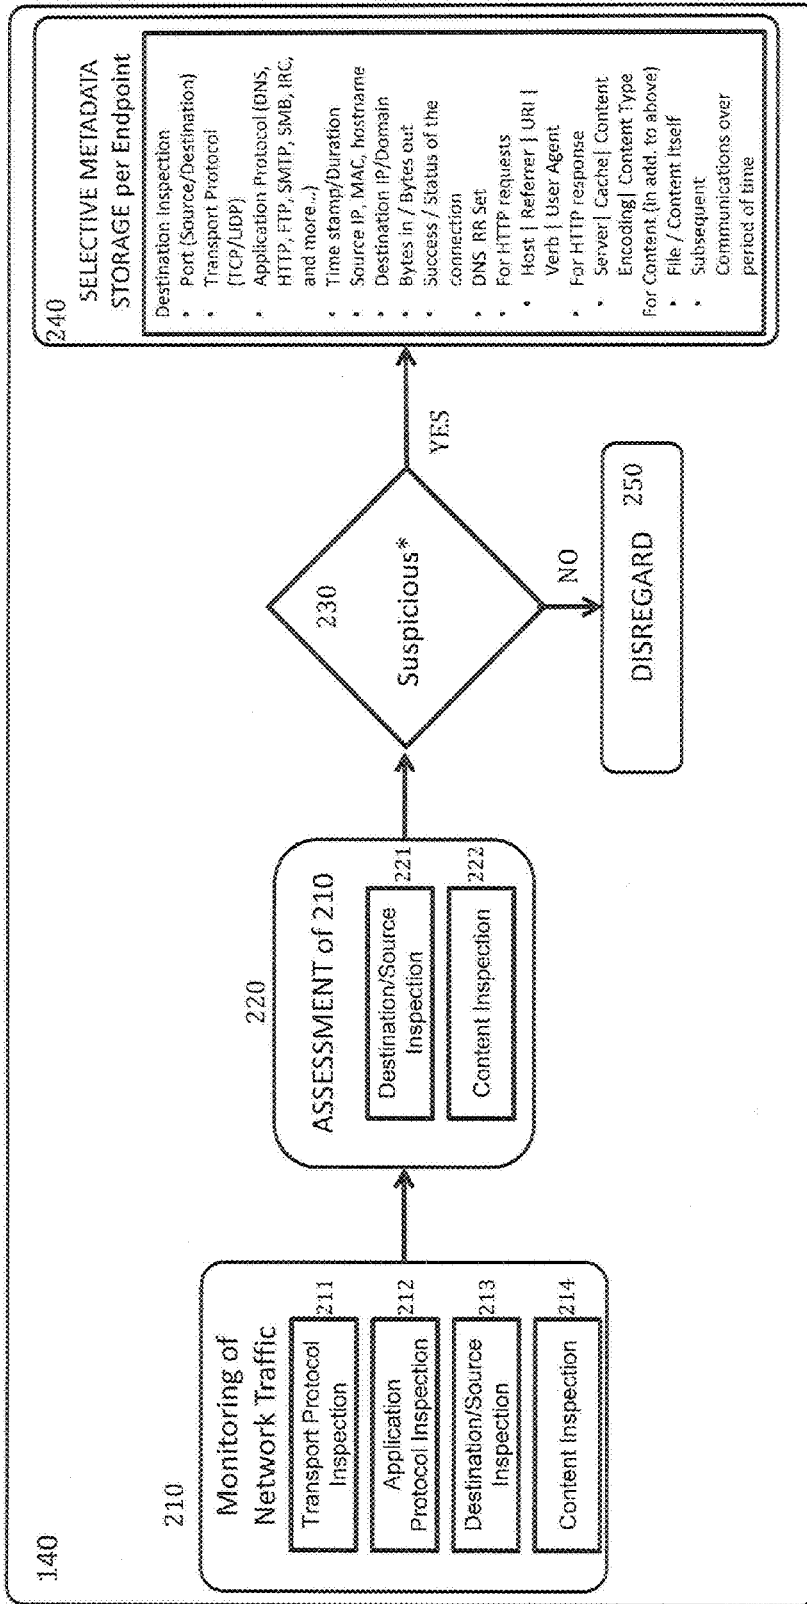 140
210
Monitoring of
Network Traffic
Transport Protocol
Inspection
211
Application
Protocol Inspection
212
Destination/Source
Inspection
213
Content Inspection
214
220
ASSESSMENT of 210
Destination/Source
Inspection
221
Content Inspection
222
230
Suspicious*
YES
NO
DISREGARD 250
240
SELECTIVE METADATA
STORAGE per Endpoint
Destination Inspection
• Port (Source/Destination)
• Transport Protocol
(TCP/UDP)
• Application Protocol (DNS,
HTTP, FTP, SMTP, SMB, IRC,
and more...)
• Time stamp/Duration
• Source IP, MAC, hostname
• Destination IP/Domain
• Bytes in / Bytes out
• Success / Status of the
connection
• DNS RR Set
• For HTTP requests
• Host | Referrer | URI |
Verb | User Agent
• For HTTP response
• Server| Cache| Content
Encoding| Content Type
For Content (in add. to above)
• File / Content Itself
• Subsequent
Communications over
period of time